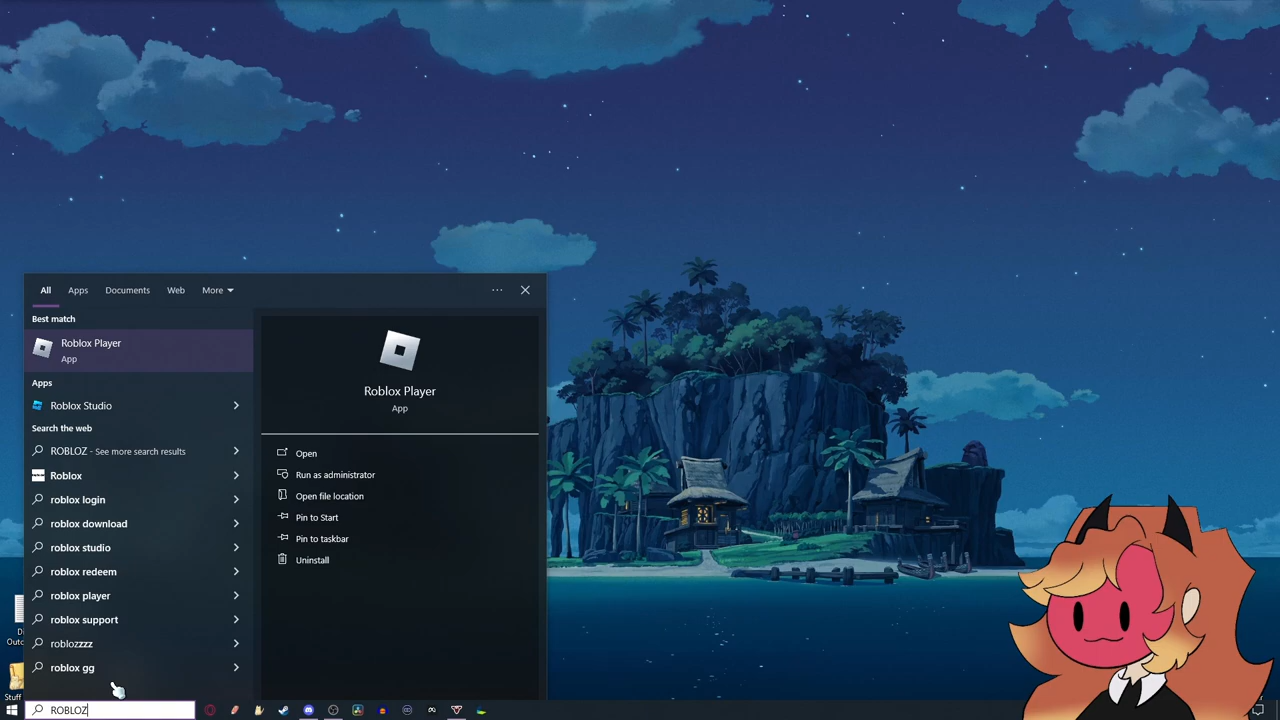 All Apps Documents Web More
Best match
Roblox Player
App
Apps
Roblox Studio
Search the web
ROBLOZ - See more search results
Roblox
roblox login
roblox download
roblox studio
roblox redeem
roblox player
roblox support
roblozzzz
roblox gg
Roblox Player
App
Open
Run as administrator
Open file location
Pin to Start
Pin to taskbar
Uninstall
Stuff
ROBLOZ